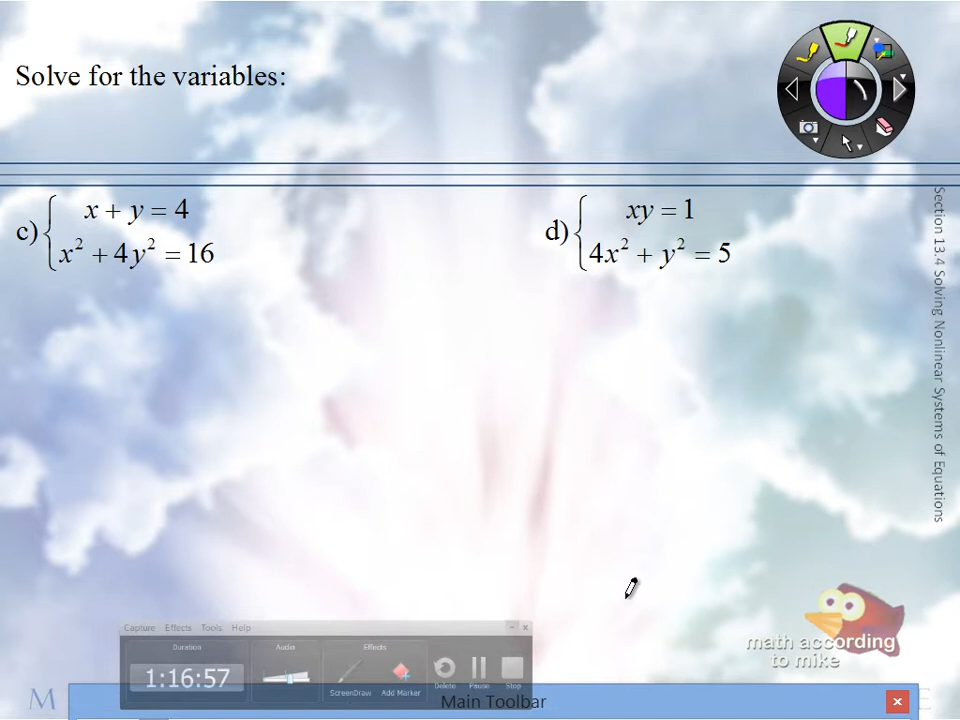 Solve for the variables:
c) { x + y = 4
x² + 4y² = 16
d) { xy = 1
4x² + y² = 5
Section 13.4 Solving Nonlinear Systems of Equations
math according
to mike
Capture Effects Tools Help
Duration Audio Effects
1:16:57
ScreenDraw Add Marker Delete Pause Stop
M
Main Toolbar
E